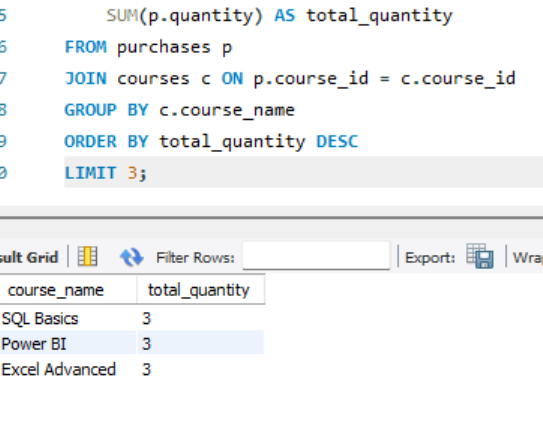 5 SUM(p.quantity) AS total_quantity
6 FROM purchases p
7 JOIN courses c ON p.course_id = c.course_id
8 GROUP BY c.course_name
9 ORDER BY total_quantity DESC
0 LIMIT 3;
sult Grid Filter Rows: Export: Wra
course_name total_quantity
SQL Basics 3
Power BI 3
Excel Advanced 3